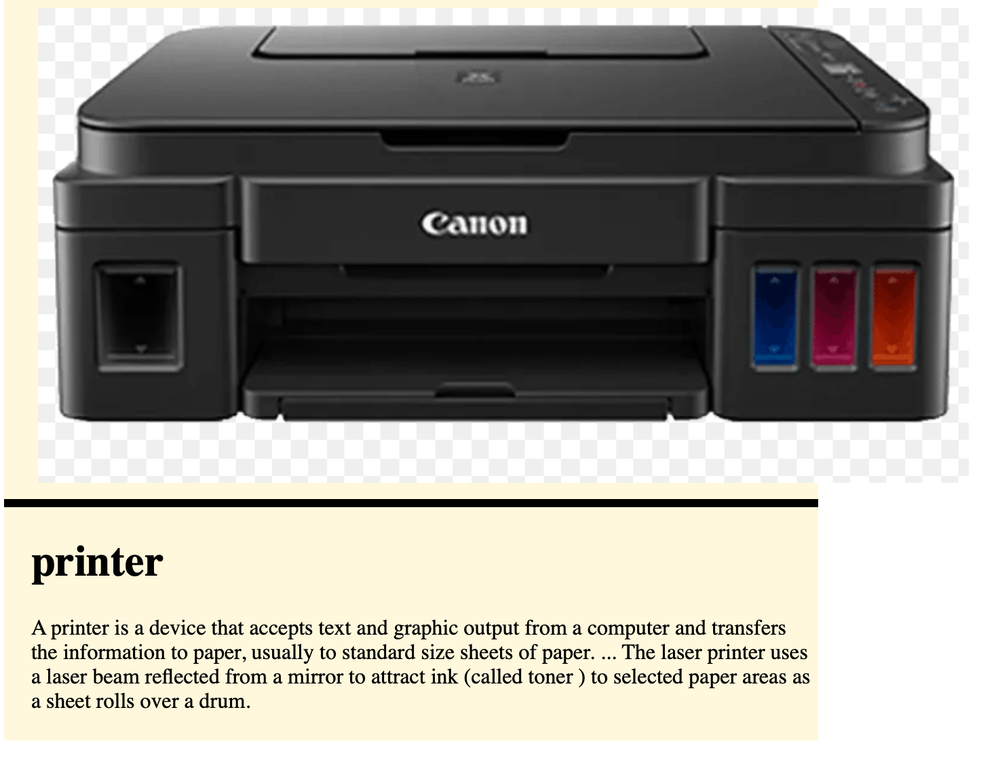 Canon
printer
A printer is a device that accepts text and graphic output from a computer and transfers
the information to paper, usually to standard size sheets of paper. ... The laser printer uses
a laser beam reflected from a mirror to attract ink (called toner ) to selected paper areas as
a sheet rolls over a drum.